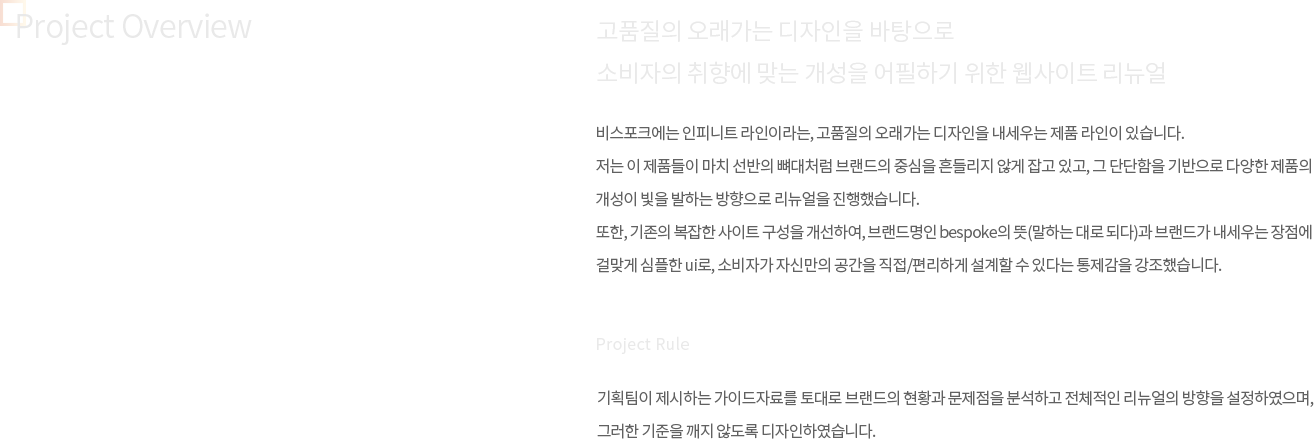 Project Overview
고품질의 오래가는 디자인을 바탕으로
소비자의 취향에 맞는 개성을 어필하기 위한 웹사이트 리뉴얼
비스포크에는 인피니트 라인이라는, 고품질의 오래가는 디자인을 내세우는 제품 라인이 있습니다.
저는 이 제품들이 마치 선반의 뼈대처럼 브랜드의 중심을 흔들리지 않게 잡고 있고, 그 단단함을 기반으로 다양한 제품의
개성이 빛을 발하는 방향으로 리뉴얼을 진행했습니다.
또한, 기존의 복잡한 사이트 구성을 개선하여, 브랜드명인 bespoke의 뜻(말하는 대로 되다)과 브랜드가 내세우는 장점에
걸맞게 심플한 ui로, 소비자가 자신만의 공간을 직접/편리하게 설계할 수 있다는 통제감을 강조했습니다.
Project Rule
기획팀이 제시하는 가이드자료를 토대로 브랜드의 현황과 문제점을 분석하고 전체적인 리뉴얼의 방향을 설정하였으며,
그러한 기준을 깨지 않도록 디자인하였습니다.